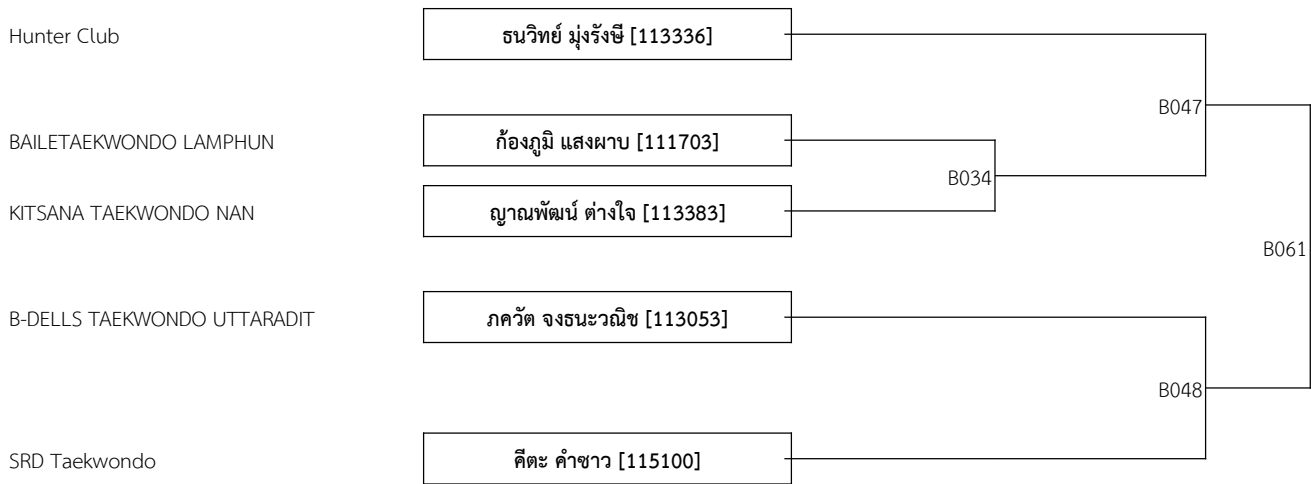 Hunter Club
ธนวิทย์ มุ่งรังษี [113336]
B047
BAILETAEKWONDO LAMPHUN
ก้องภูมิ แสงผาบ [111703]
B034
KITSANA TAEKWONDO NAN
ญาณพัฒน์ ต่างใจ [113383]
B061
B-DELLS TAEKWONDO UTTARADIT
ภควัต จงธนะวณิช [113053]
B048
SRD Taekwondo
คีตะ คำซาว [115100]